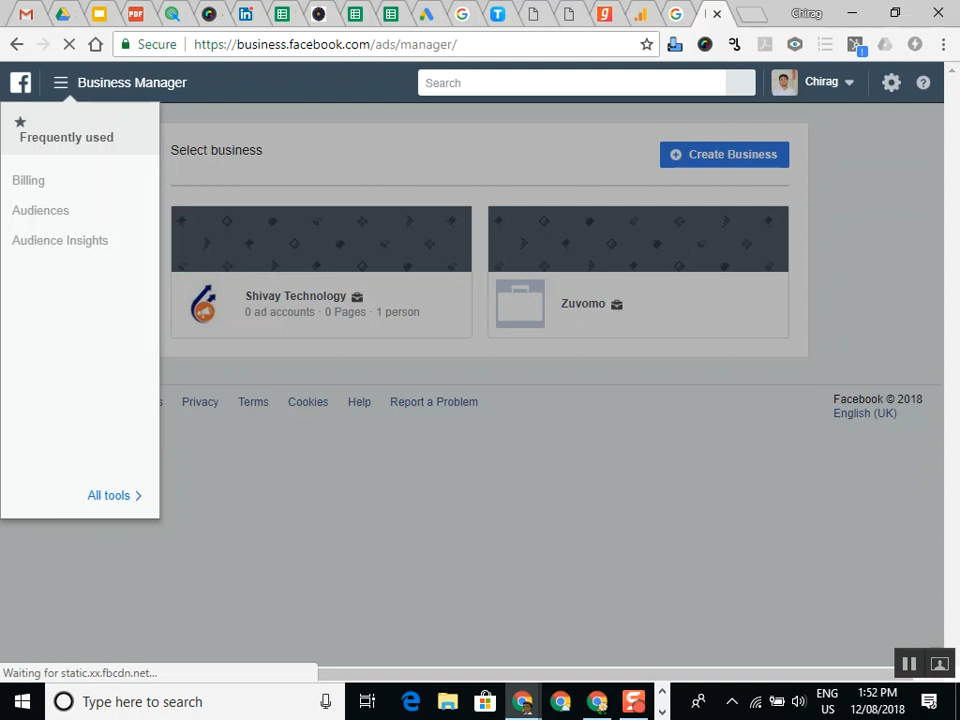 Chirag
Secure
https://business.facebook.com/ads/manager/
Business Manager
Search
Chirag
Frequently used
Billing
Audiences
Audience Insights
All tools
Select business
Create Business
Shivay Technology
0 ad accounts · 0 Pages · 1 person
Zuvomo
Privacy
Terms
Cookies
Help
Report a Problem
Facebook © 2018
English (UK)
Waiting for static.xx.fbcdn.net...
Type here to search
ENG
US
1:52 PM
12/08/2018